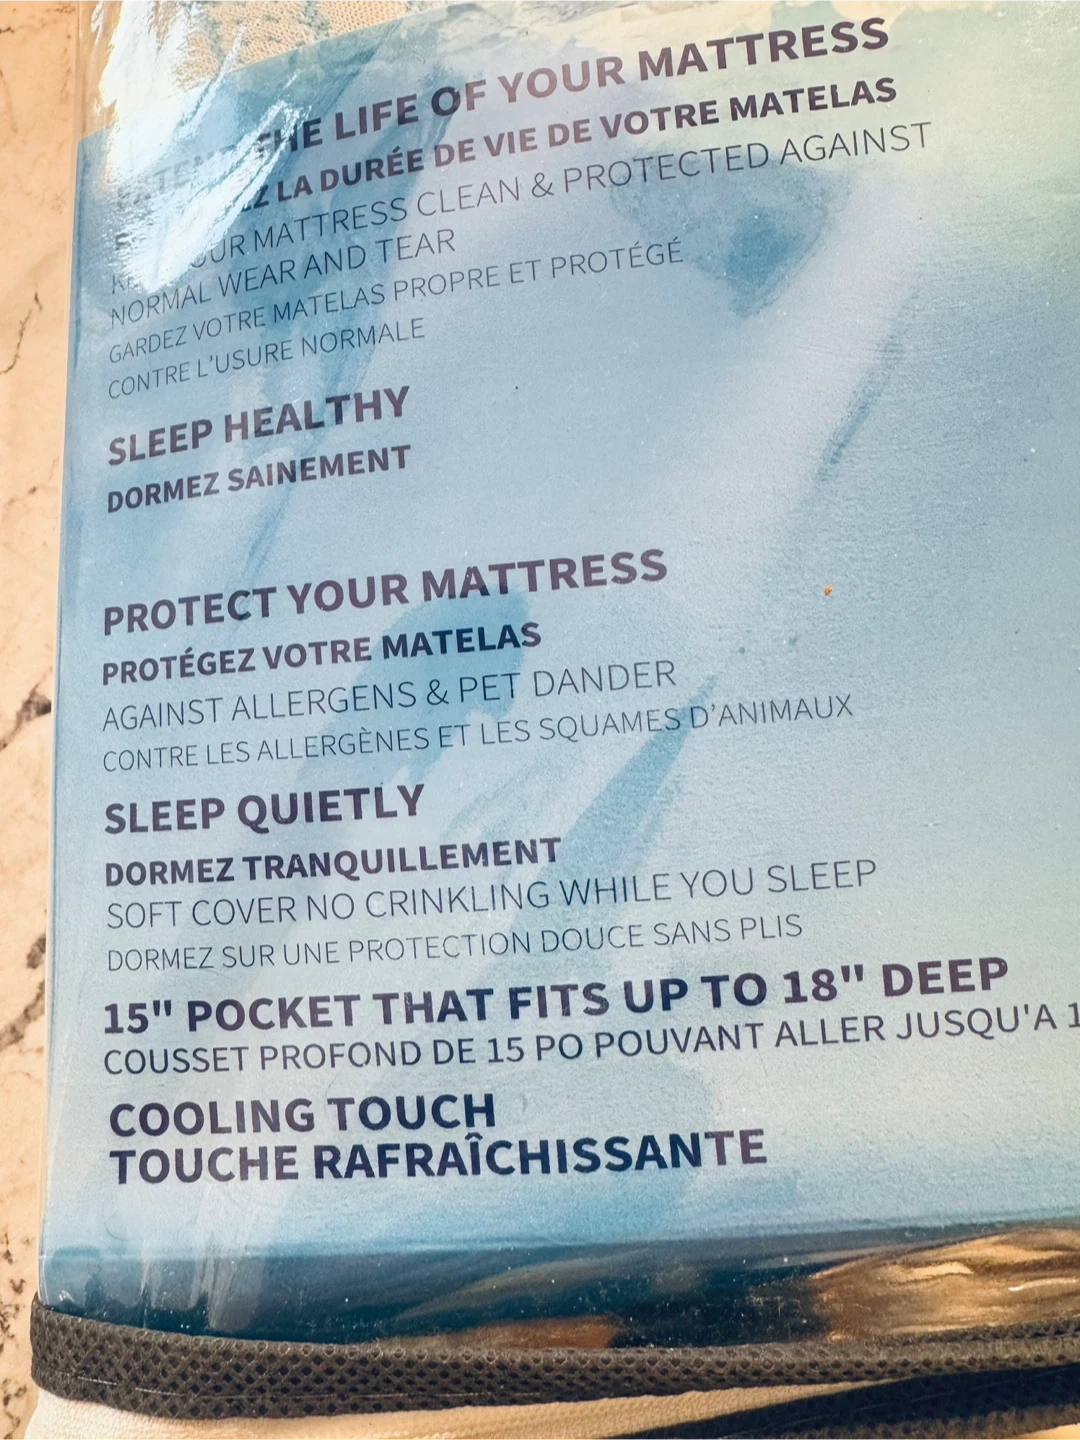 THE LIFE OF YOUR MATTRESS
LA DURÉE DE VIE DE VOTRE MATELAS
MATTRESS CLEAN & PROTECTED AGAINST
NORMAL WEAR AND TEAR
GARDEZ VOTRE MATELAS PROPRE ET PROTÉGÉ
CONTRE L'USURE NORMALE
SLEEP HEALTHY
DORMEZ SAINEMENT
PROTECT YOUR MATTRESS
PROTÉGEZ VOTRE MATELAS
AGAINST ALLERGENS & PET DANDER
CONTRE LES ALLERGÈNES ET LES SQUAMES D'ANIMAUX
SLEEP QUIETLY
DORMEZ TRANQUILLEMENT
SOFT COVER NO CRINKLING WHILE YOU SLEEP
DORMEZ SUR UNE PROTECTION DOUCE SANS PLIS
15" POCKET THAT FITS UP TO 18" DEEP
COUSSET PROFOND DE 15 PO POUVANT ALLER JUSQU'A
COOLING TOUCH
TOUCHE RAFRAÎCHISSANTE